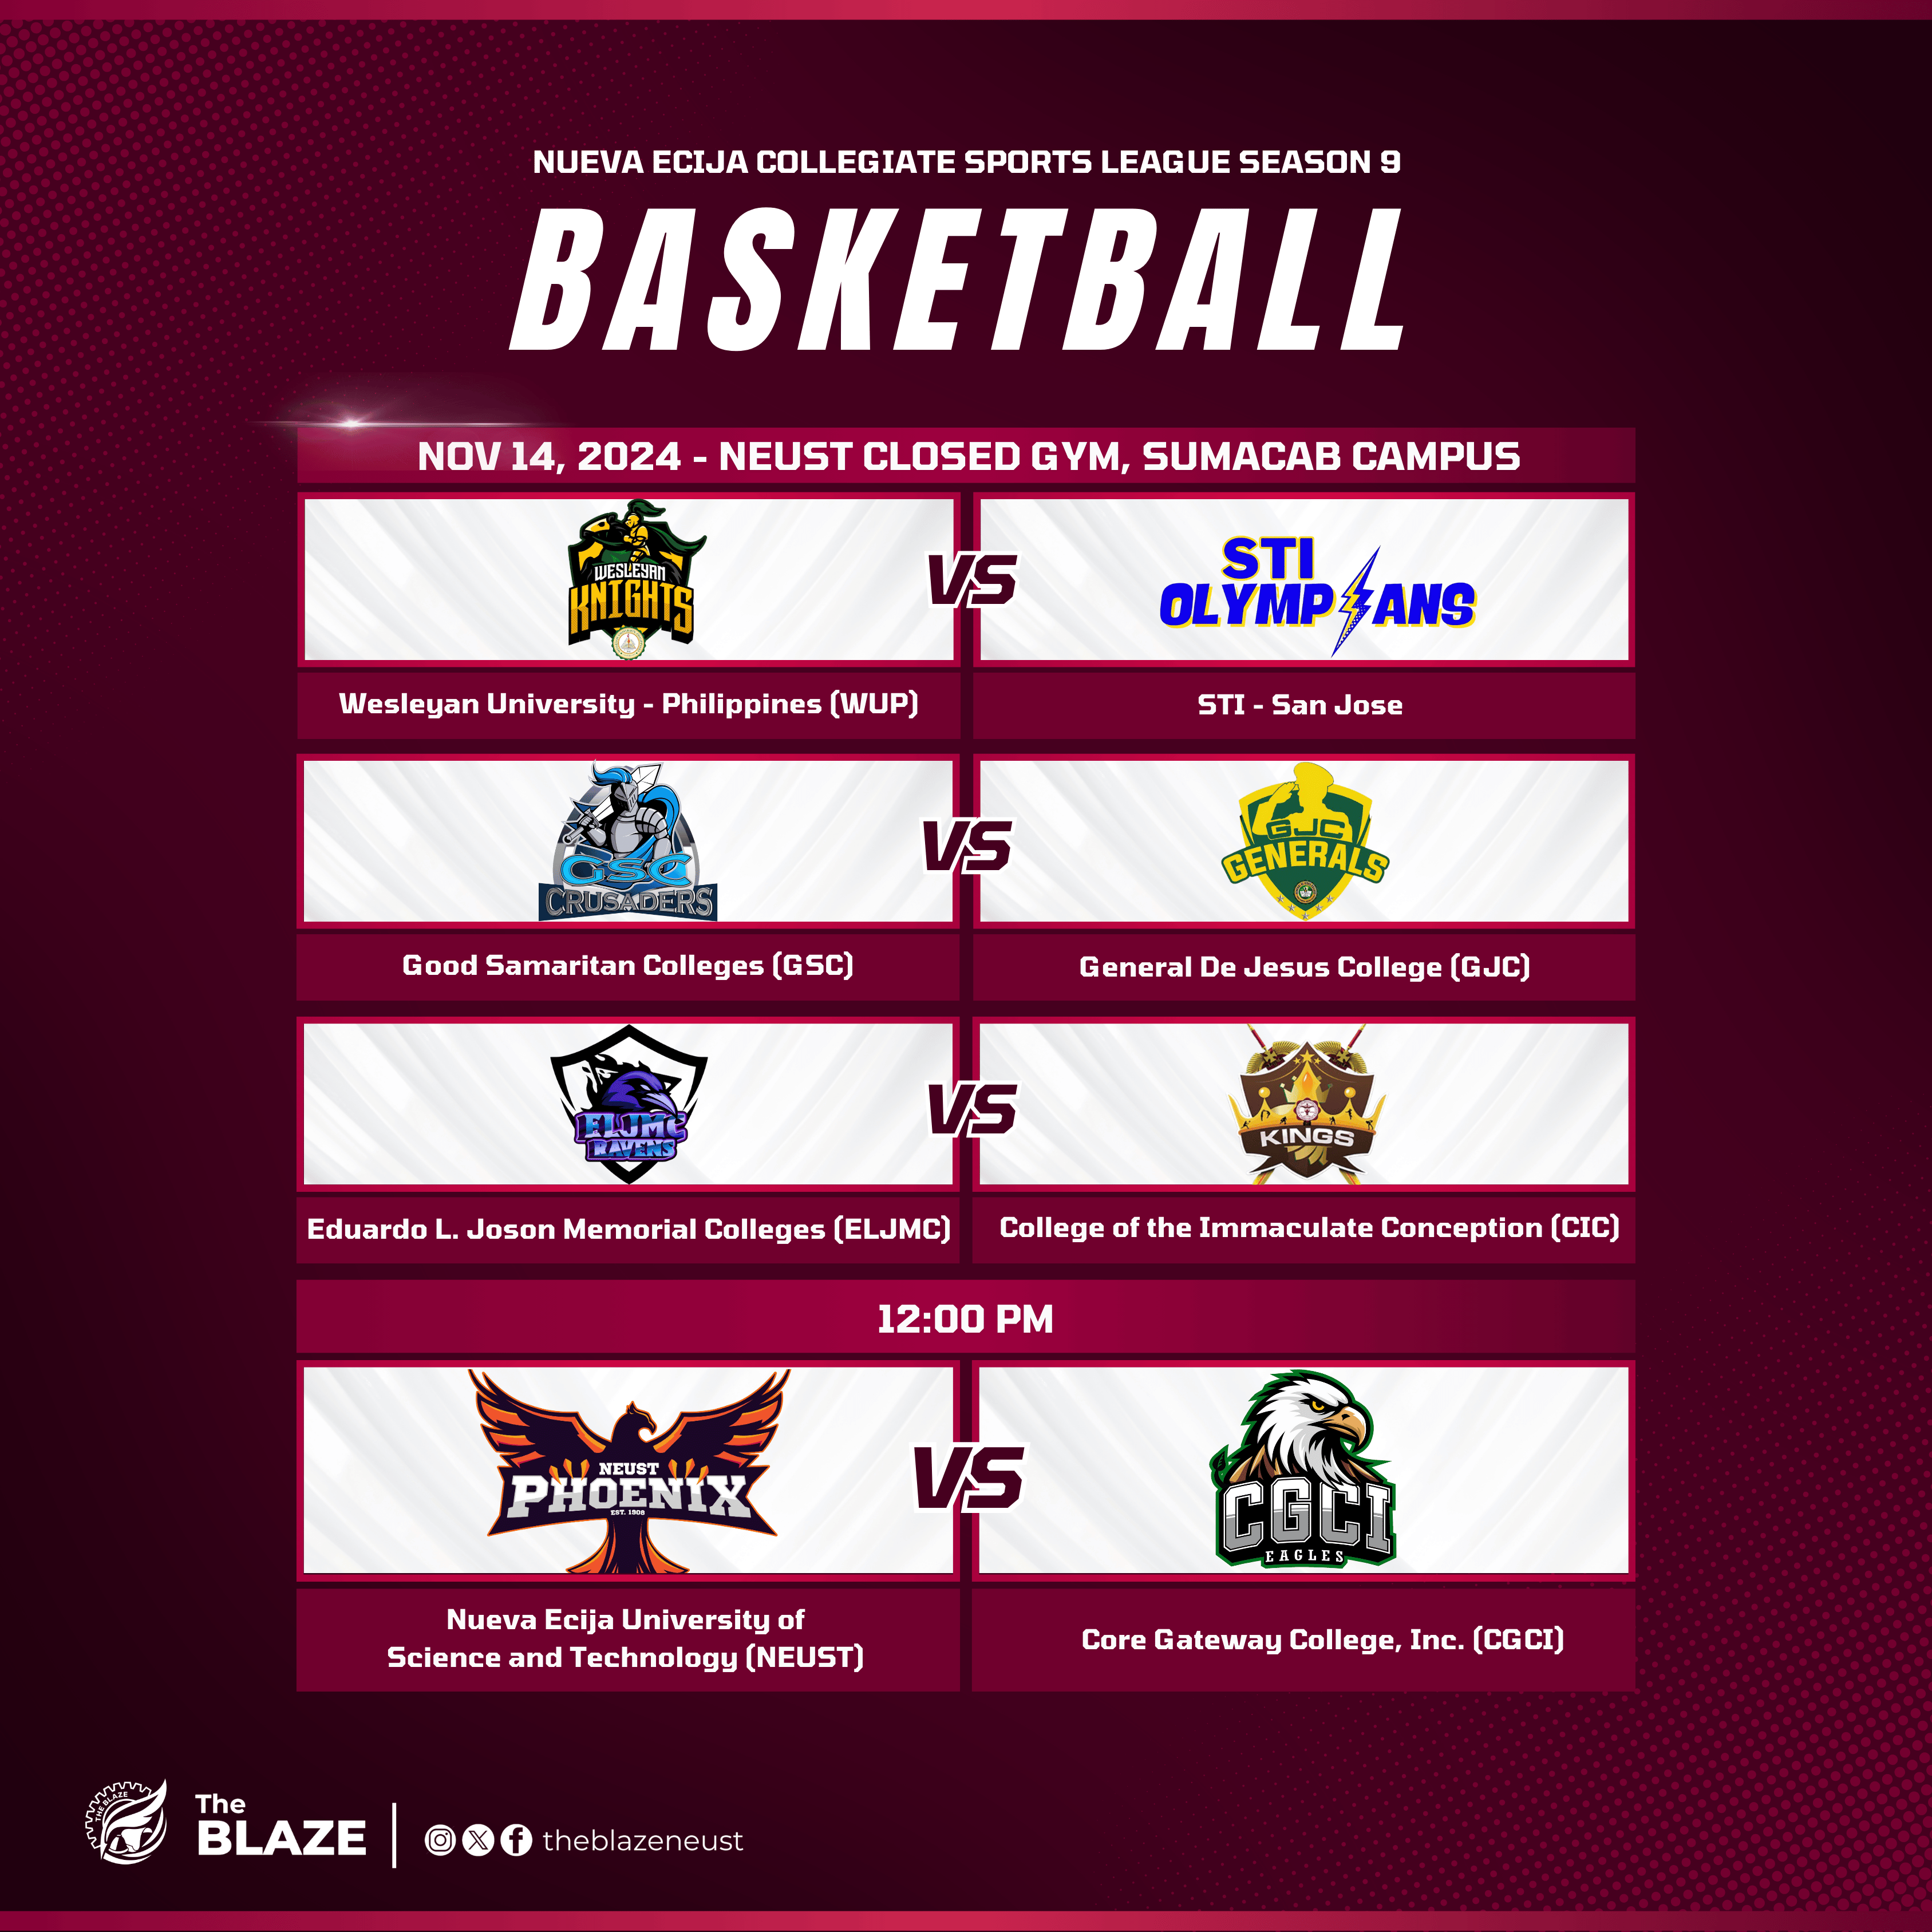 NUEVA ECIJA COLLEGIATE SPORTS LEAGUE SEASON 9
BASKETBALL
NOV 14, 2024 - NEUST CLOSED GYM, SUMACAB CAMPUS
WESLEYAN
KNIGHTS
VS
STI
OLYMPIANS
Wesleyan University - Philippines (WUP)
STI - San Jose
GSC
CRUSADERS
VS
GJC
GENERALS
Good Samaritan Colleges (GSC)
General De Jesus College (GJC)
ELJMC
RAVENS
VS
KINGS
Eduardo L. Joson Memorial Colleges (ELJMC)
College of the Immaculate Conception (CIC)
12:00 PM
NEUST
PHOENIX
EST. 1908
VS
CGCI
EAGLES
Nueva Ecija University of
Science and Technology (NEUST)
Core Gateway College, Inc. (CGCI)
THE BLAZE
The
BLAZE
theblazeneust